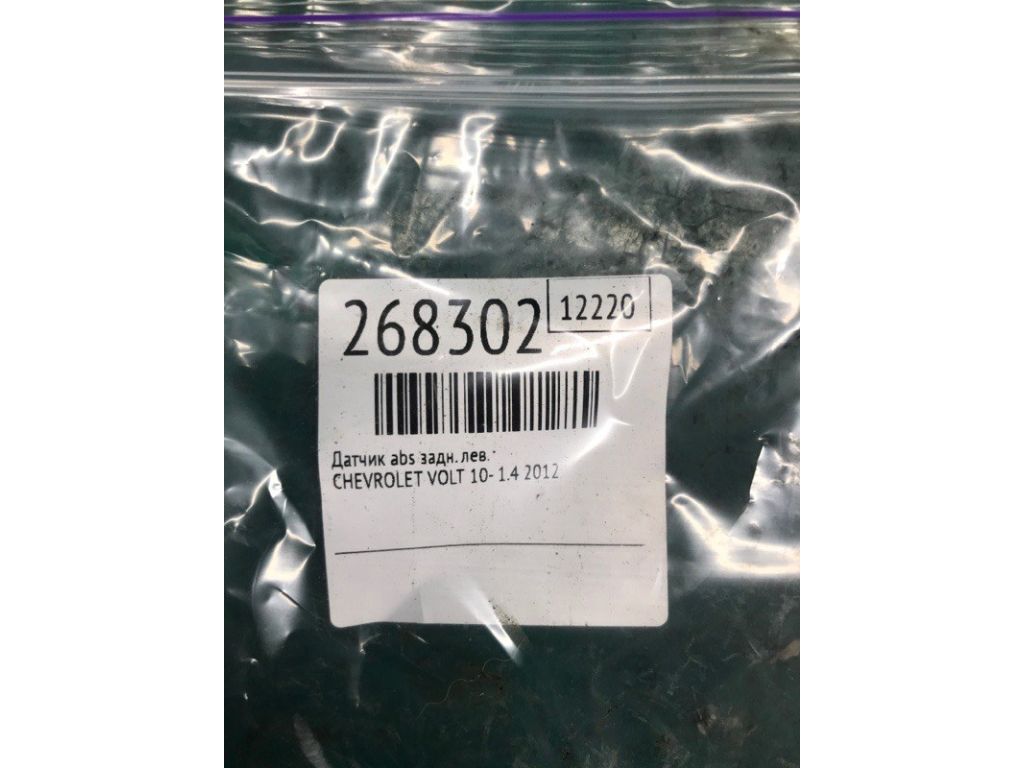 268302
12220
Датчик abs задн. лев.
CHEVROLET VOLT 10- 1.4 2012